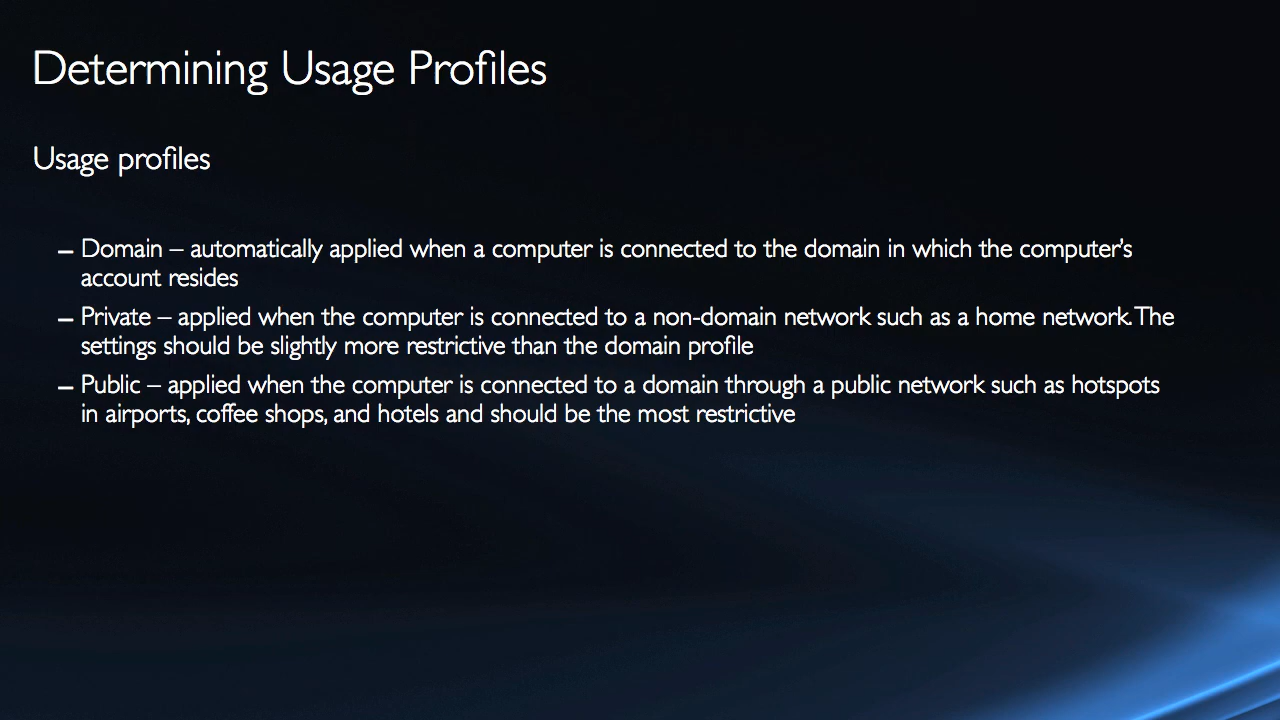 Determining Usage Profiles
Usage profiles
– Domain – automatically applied when a computer is connected to the domain in which the computer’s
account resides
– Private – applied when the computer is connected to a non-domain network such as a home network. The
settings should be slightly more restrictive than the domain profile
– Public – applied when the computer is connected to a domain through a public network such as hotspots
in airports, coffee shops, and hotels and should be the most restrictive